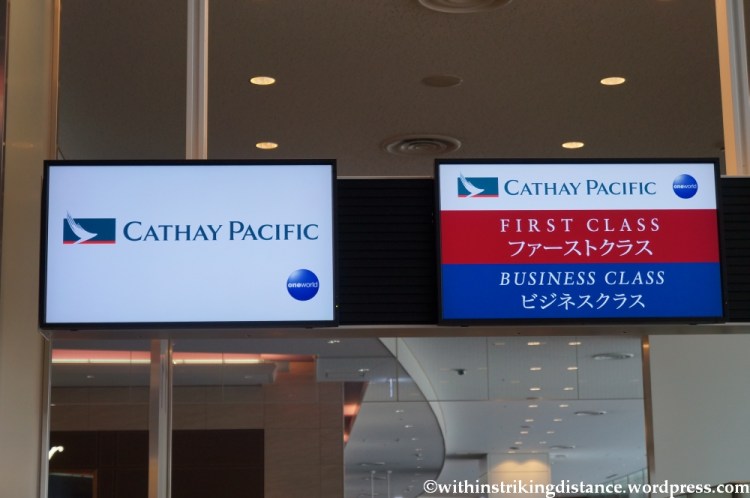 CATHAY PACIFIC
oneworld
CATHAY PACIFIC
oneworld
FIRST CLASS
ファーストクラス
BUSINESS CLASS
ビジネスクラス
©withinstrikingdistance.wordpress.com